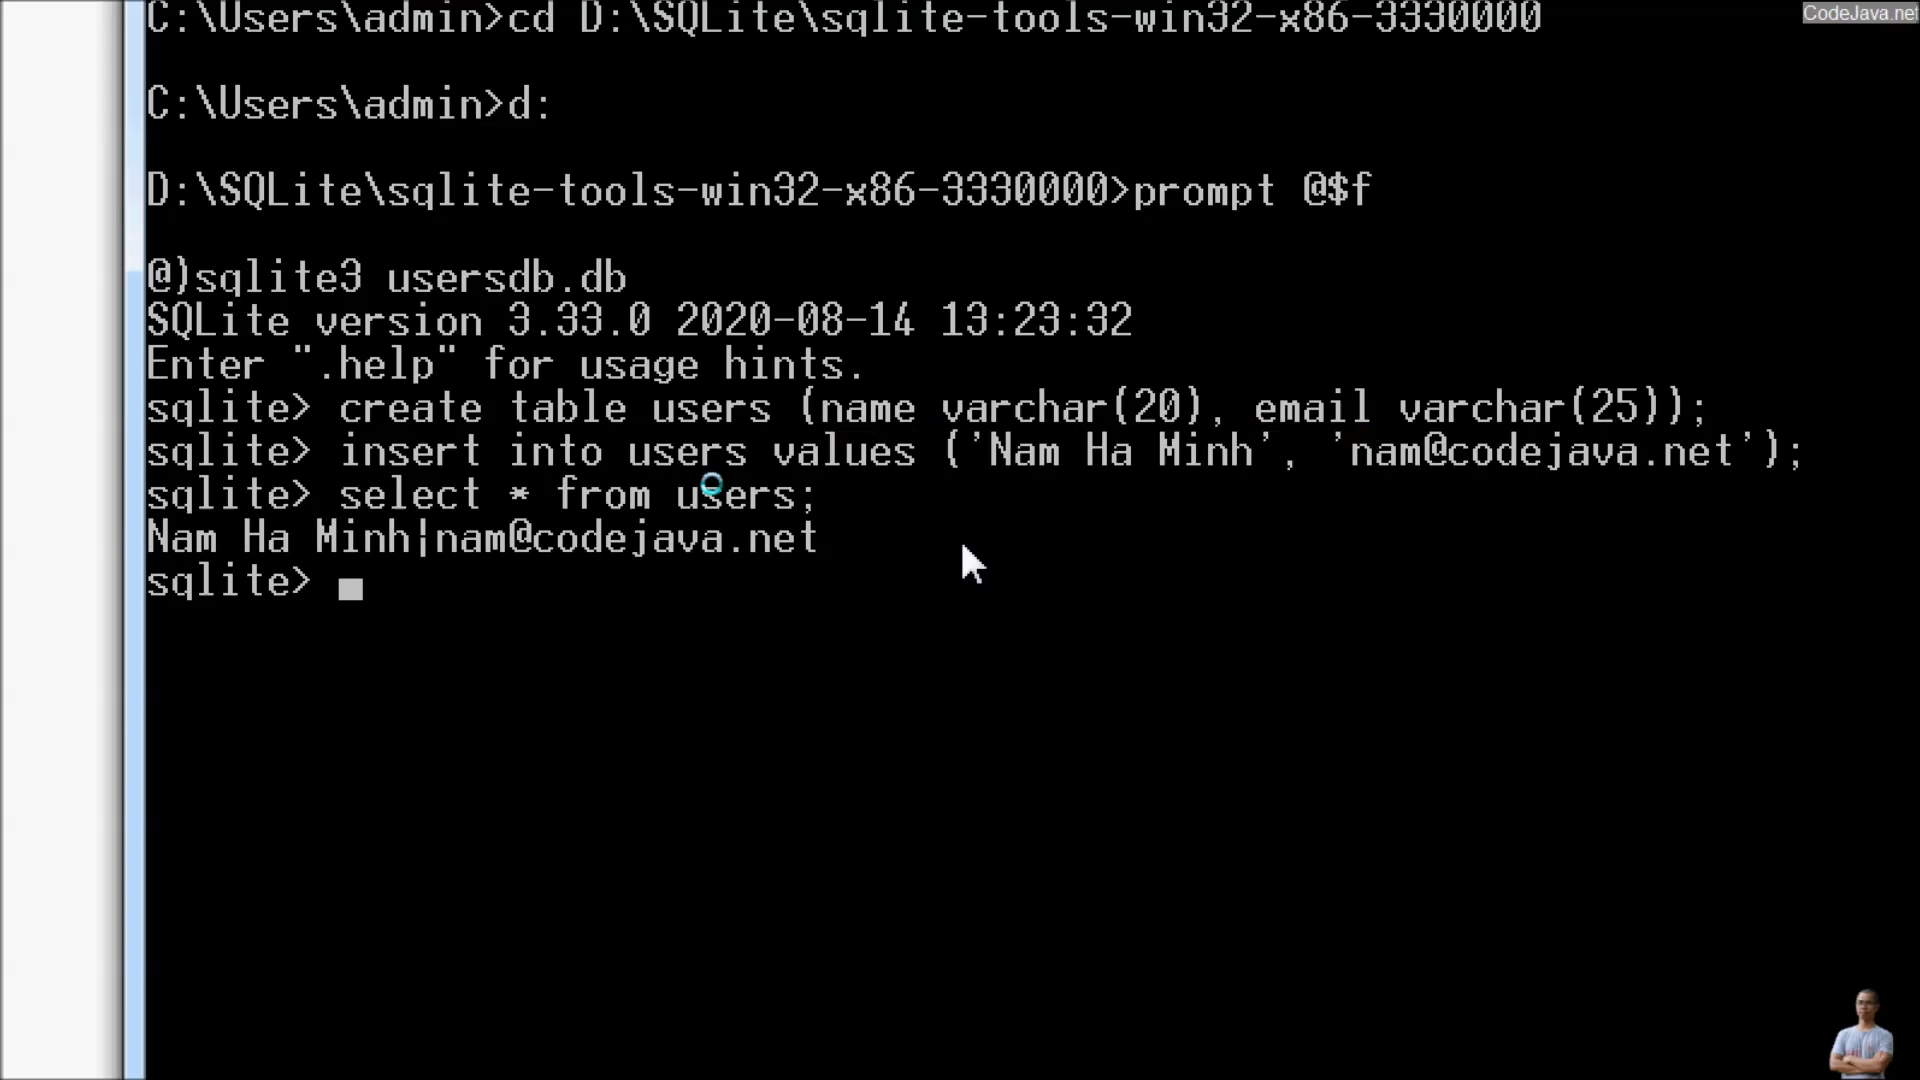 C:\Users\admin>cd D:\SQLite\sqlite-tools-win32-x86-3330000
CodeJava.net
C:\Users\admin>d:
D:\SQLite\sqlite-tools-win32-x86-3330000>prompt @$f
@)sqlite3 usersdb.db
SQLite version 3.33.0 2020-08-14 13:23:32
Enter ".help" for usage hints.
sqlite> create table users (name varchar(20), email varchar(25));
sqlite> insert into users values ('Nam Ha Minh', 'nam@codejava.net');
sqlite> select * from users;
Nam Ha Minh|nam@codejava.net
sqlite>